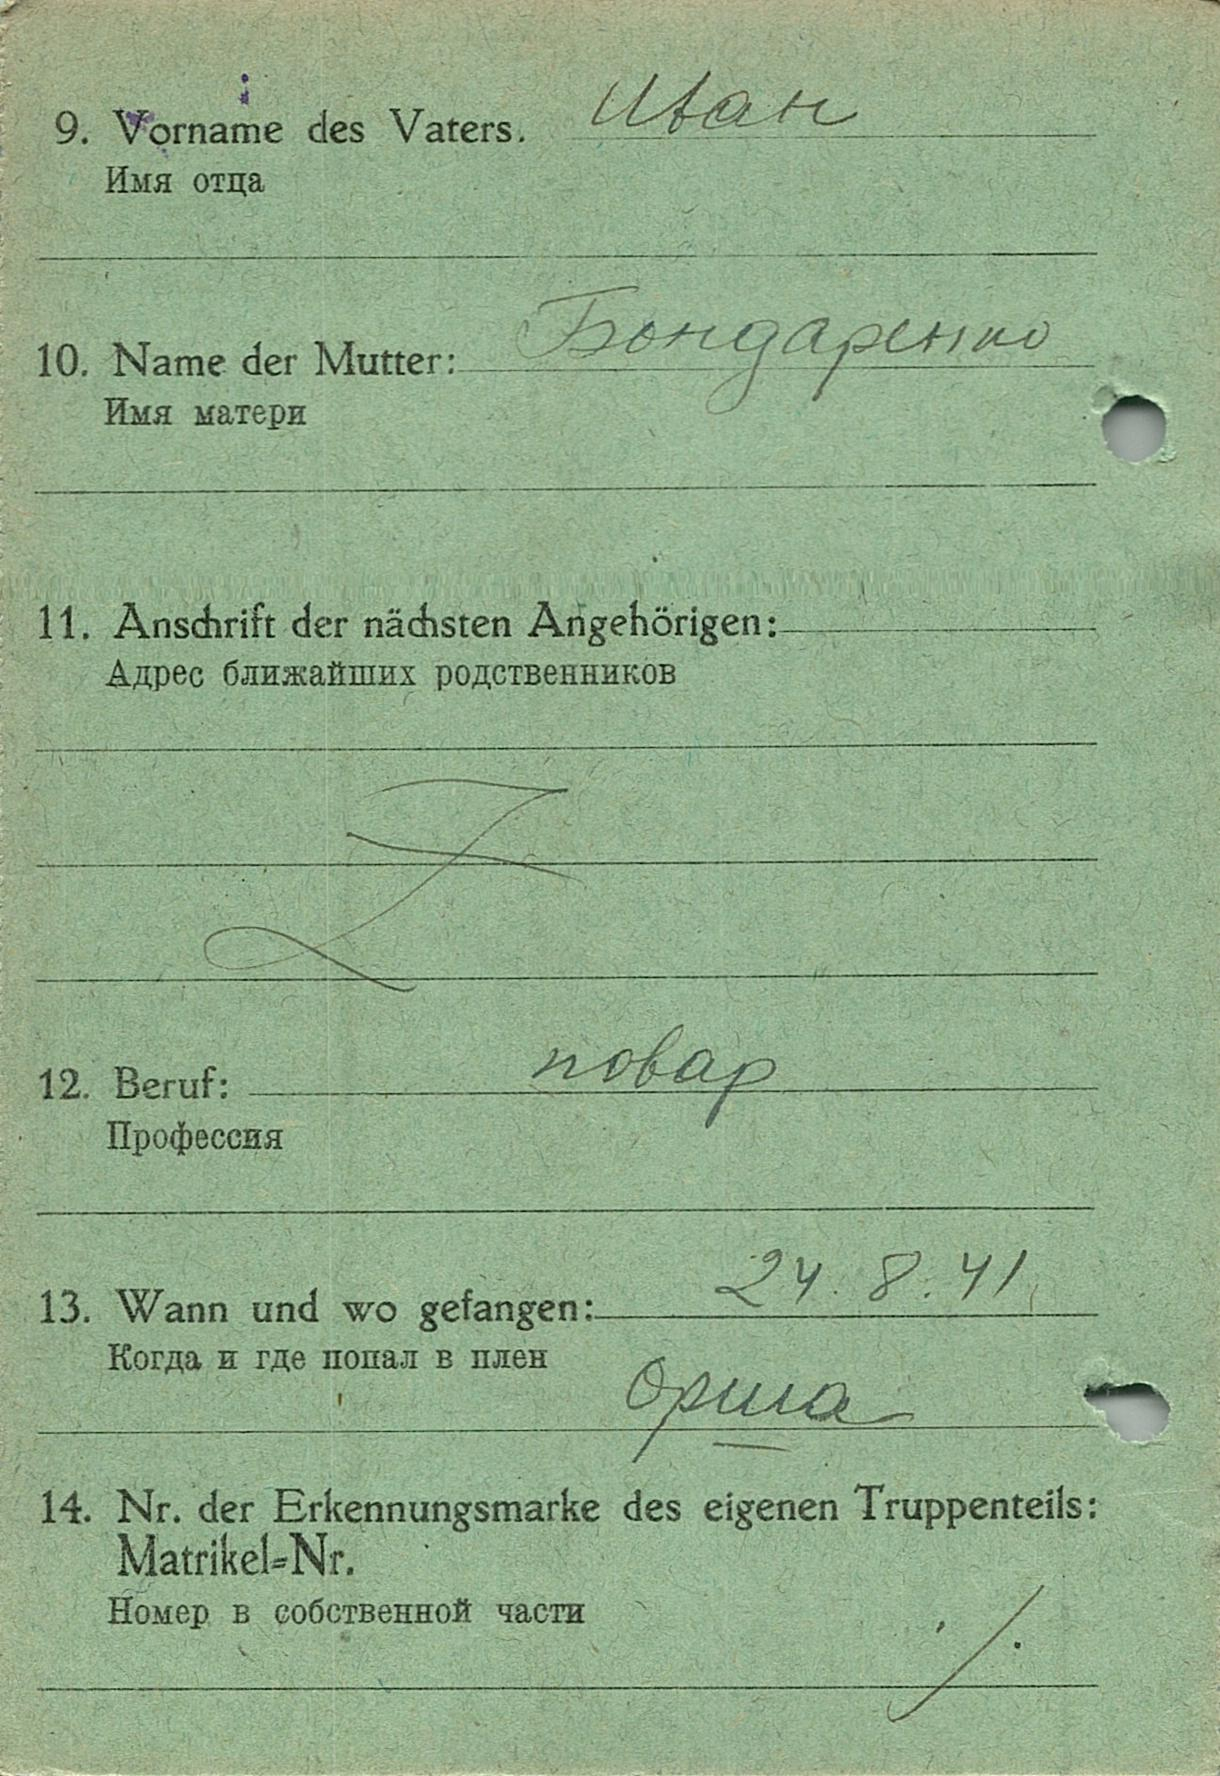 9. Vorname des Vaters. Иван
Имя отца
10. Name der Mutter: Бондаренко
Имя матери
11. Anschrift der nächsten Angehörigen:
Адрес ближайших родственников
Z
12. Beruf: повар
Профессия
13. Wann und wo gefangen: 24.8.41
Когда и где попал в плен
Орша
14. Nr. der Erkennungsmarke des eigenen Truppenteils:
Matrikel=Nr.
Номер в собственной части
./.